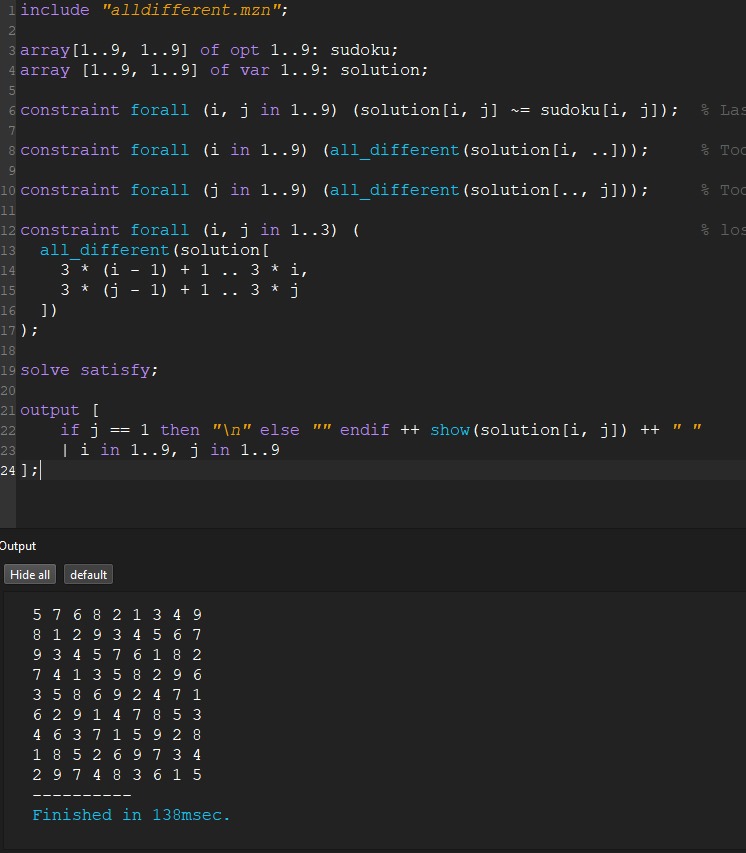 1 include "alldifferent.mzn";
2
3 array[1..9, 1..9] of opt 1..9: sudoku;
4 array [1..9, 1..9] of var 1..9: solution;
5
6 constraint forall (i, j in 1..9) (solution[i, j] ~= sudoku[i, j]); % Las
7
8 constraint forall (i in 1..9) (all_different(solution[i, ..])); % Tod
9
10 constraint forall (j in 1..9) (all_different(solution[.., j])); % Tod
11
12 constraint forall (i, j in 1..3) ( % los
13 all_different(solution[
14 3 * (i - 1) + 1 .. 3 * i,
15 3 * (j - 1) + 1 .. 3 * j
16 ])
17 );
18
19 solve satisfy;
20
21 output [
22 if j == 1 then "\n" else "" endif ++ show(solution[i, j]) ++ " "
23 | i in 1..9, j in 1..9
24 ];
Output
Hide all default
5 7 6 8 2 1 3 4 9
8 1 2 9 3 4 5 6 7
9 3 4 5 7 6 1 8 2
7 4 1 3 5 8 2 9 6
3 5 8 6 9 2 4 7 1
6 2 9 1 4 7 8 5 3
4 6 3 7 1 5 9 2 8
1 8 5 2 6 9 7 3 4
2 9 7 4 8 3 6 1 5
----------
Finished in 138msec.